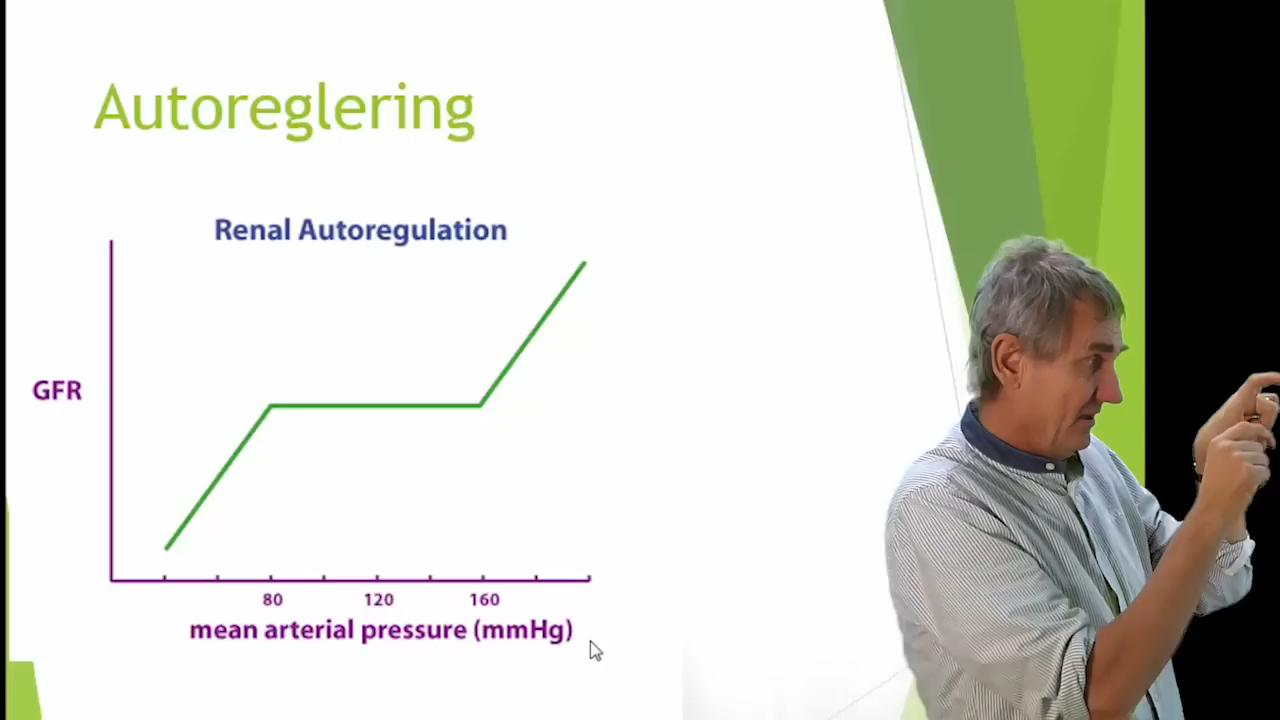 Autoreglering
Renal Autoregulation
GFR
80 120 160
mean arterial pressure (mmHg)